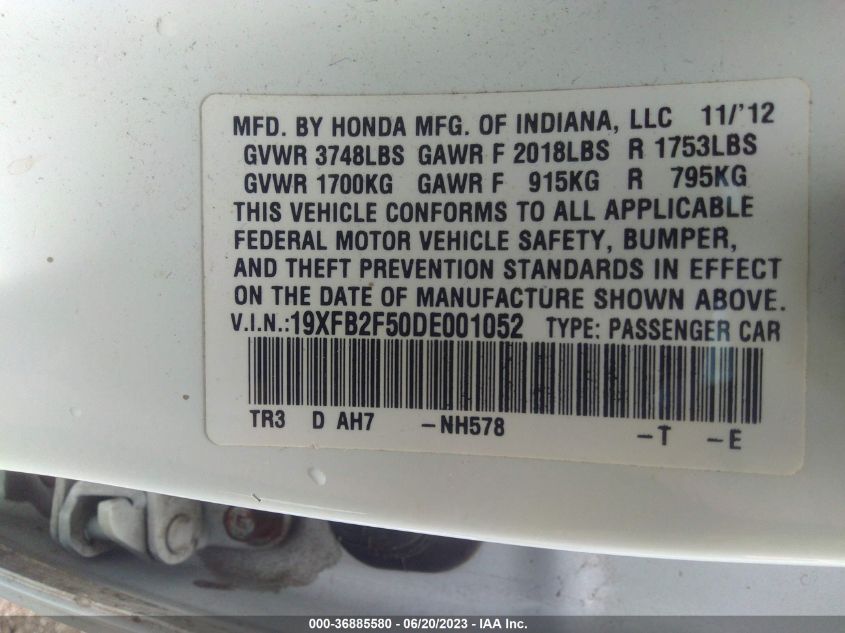 MFD. BY HONDA MFG. OF INDIANA, LLC 11/'12
GVWR 3748LBS GAWR F 2018LBS R 1753LBS
GVWR 1700KG GAWR F 915KG R 795KG
THIS VEHICLE CONFORMS TO ALL APPLICABLE
FEDERAL MOTOR VEHICLE SAFETY, BUMPER,
AND THEFT PREVENTION STANDARDS IN EFFECT
ON THE DATE OF MANUFACTURE SHOWN ABOVE.
V.I.N.:19XFB2F50DE001052 TYPE: PASSENGER CAR
TR3 D AH7 -NH578 -T -E
000-36885580 - 06/20/2023 - IAA Inc.